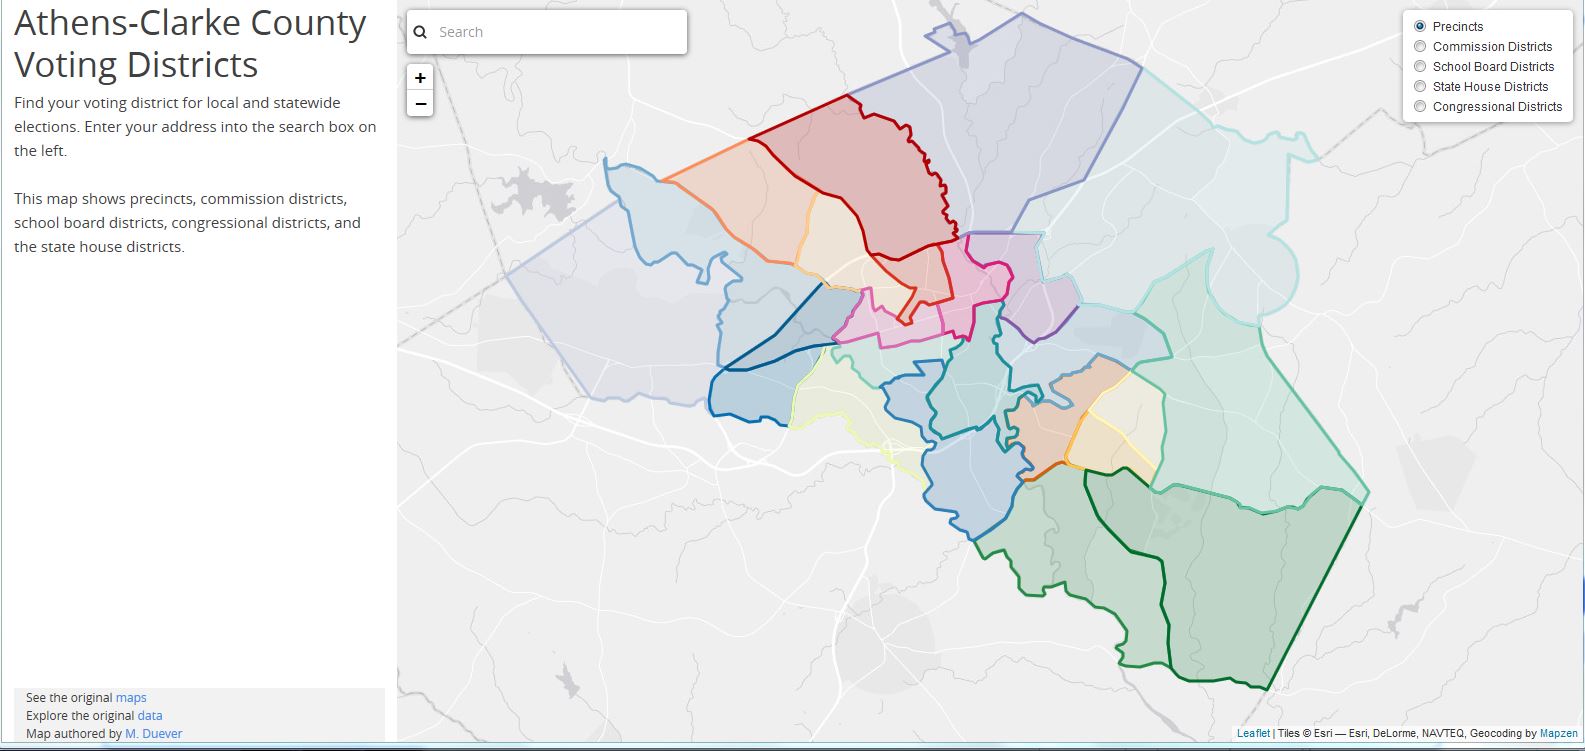 Athens-Clarke County
Voting Districts
Find your voting district for local and statewide
elections. Enter your address into the search box on
the left.
This map shows precincts, commission districts,
school board districts, congressional districts, and
the state house districts.
See the original maps
Explore the original data
Map authored by M. Duever
Search
+
−
Precincts
Commission Districts
School Board Districts
State House Districts
Congressional Districts
Leaflet | Tiles © Esri — Esri, DeLorme, NAVTEQ, Geocoding by Mapzen